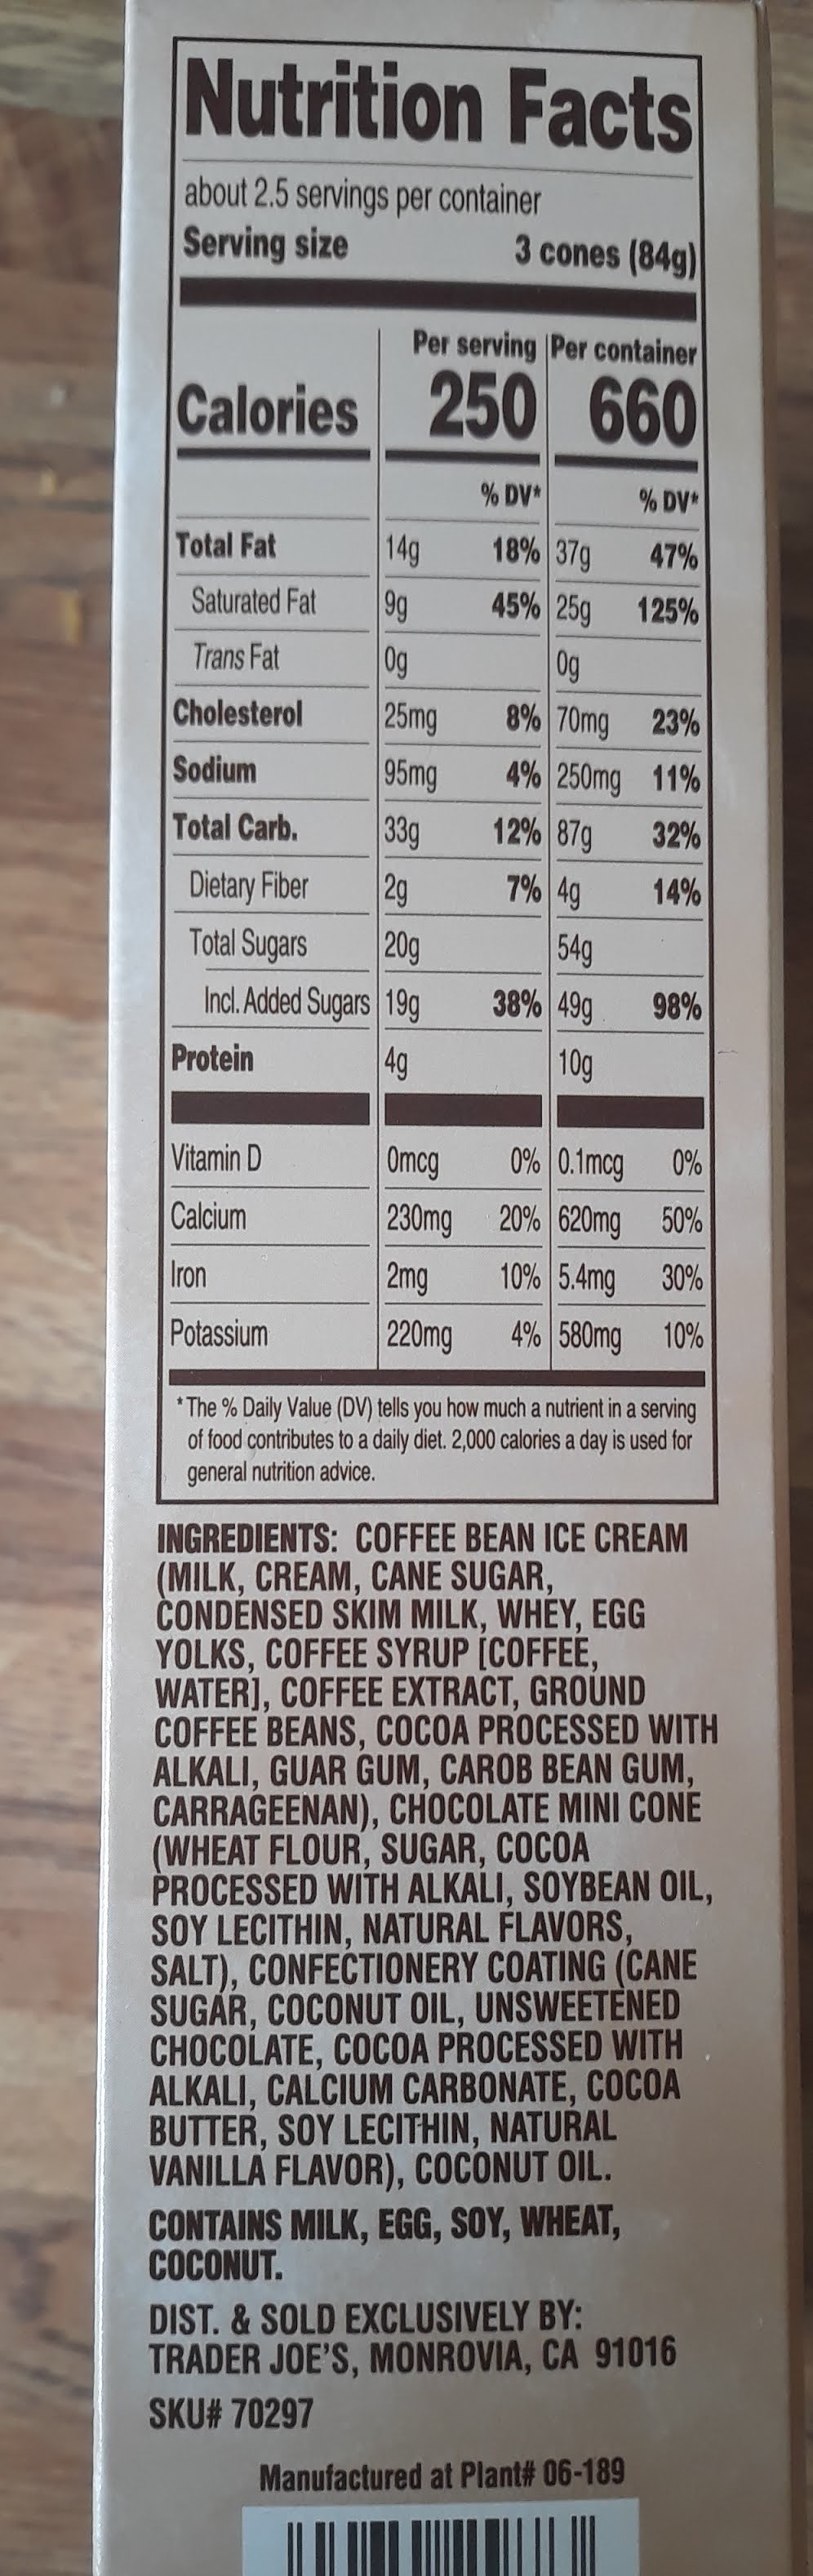 Nutrition Facts
about 2.5 servings per container
Serving size 3 cones (84g)
Per serving Per container
Calories 250 660
% DV* % DV*
Total Fat 14g 18% 37g 47%
Saturated Fat 9g 45% 25g 125%
Trans Fat 0g 0g
Cholesterol 25mg 8% 70mg 23%
Sodium 95mg 4% 250mg 11%
Total Carb. 33g 12% 87g 32%
Dietary Fiber 2g 7% 4g 14%
Total Sugars 20g 54g
Incl. Added Sugars 19g 38% 49g 98%
Protein 4g 10g
Vitamin D 0mcg 0% 0.1mcg 0%
Calcium 230mg 20% 620mg 50%
Iron 2mg 10% 5.4mg 30%
Potassium 220mg 4% 580mg 10%
*The % Daily Value (DV) tells you how much a nutrient in a serving
of food contributes to a daily diet. 2,000 calories a day is used for
general nutrition advice.
INGREDIENTS: COFFEE BEAN ICE CREAM
(MILK, CREAM, CANE SUGAR,
CONDENSED SKIM MILK, WHEY, EGG
YOLKS, COFFEE SYRUP [COFFEE,
WATER], COFFEE EXTRACT, GROUND
COFFEE BEANS, COCOA PROCESSED WITH
ALKALI, GUAR GUM, CAROB BEAN GUM,
CARRAGEENAN), CHOCOLATE MINI CONE
(WHEAT FLOUR, SUGAR, COCOA
PROCESSED WITH ALKALI, SOYBEAN OIL,
SOY LECITHIN, NATURAL FLAVORS,
SALT), CONFECTIONERY COATING (CANE
SUGAR, COCONUT OIL, UNSWEETENED
CHOCOLATE, COCOA PROCESSED WITH
ALKALI, CALCIUM CARBONATE, COCOA
BUTTER, SOY LECITHIN, NATURAL
VANILLA FLAVOR), COCONUT OIL.
CONTAINS MILK, EGG, SOY, WHEAT,
COCONUT.
DIST. & SOLD EXCLUSIVELY BY:
TRADER JOE'S, MONROVIA, CA 91016
SKU# 70297
Manufactured at Plant# 06-189